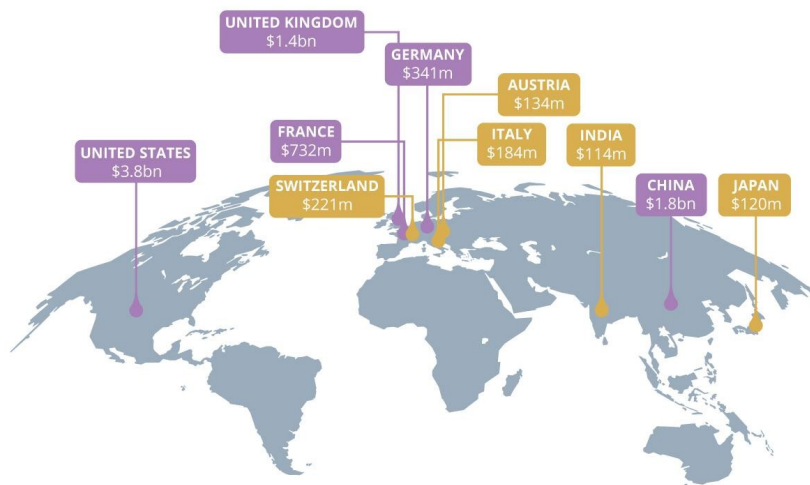 UNITED KINGDOM
$1.4bn
GERMANY
$341m
AUSTRIA
$134m
FRANCE
$732m
ITALY
$184m
INDIA
$114m
UNITED STATES
$3.8bn
SWITZERLAND
$221m
CHINA
$1.8bn
JAPAN
$120m